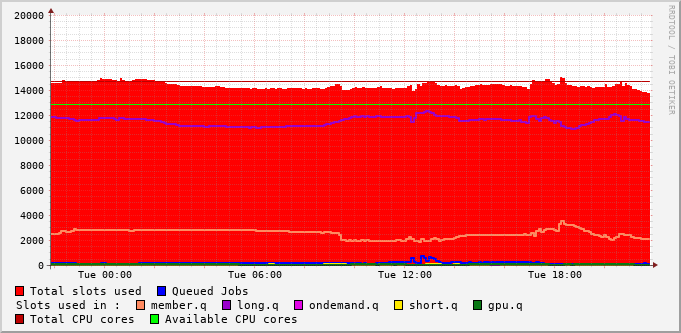 20000
18000
16000
14000
12000
10000
8000
6000
4000
2000
0
Tue 00:00 Tue 06:00 Tue 12:00 Tue 18:00
RRDTOOL / TOBI OETIKER
Total slots used Queued Jobs
Slots used in : member.q long.q ondemand.q short.q gpu.q
Total CPU cores Available CPU cores